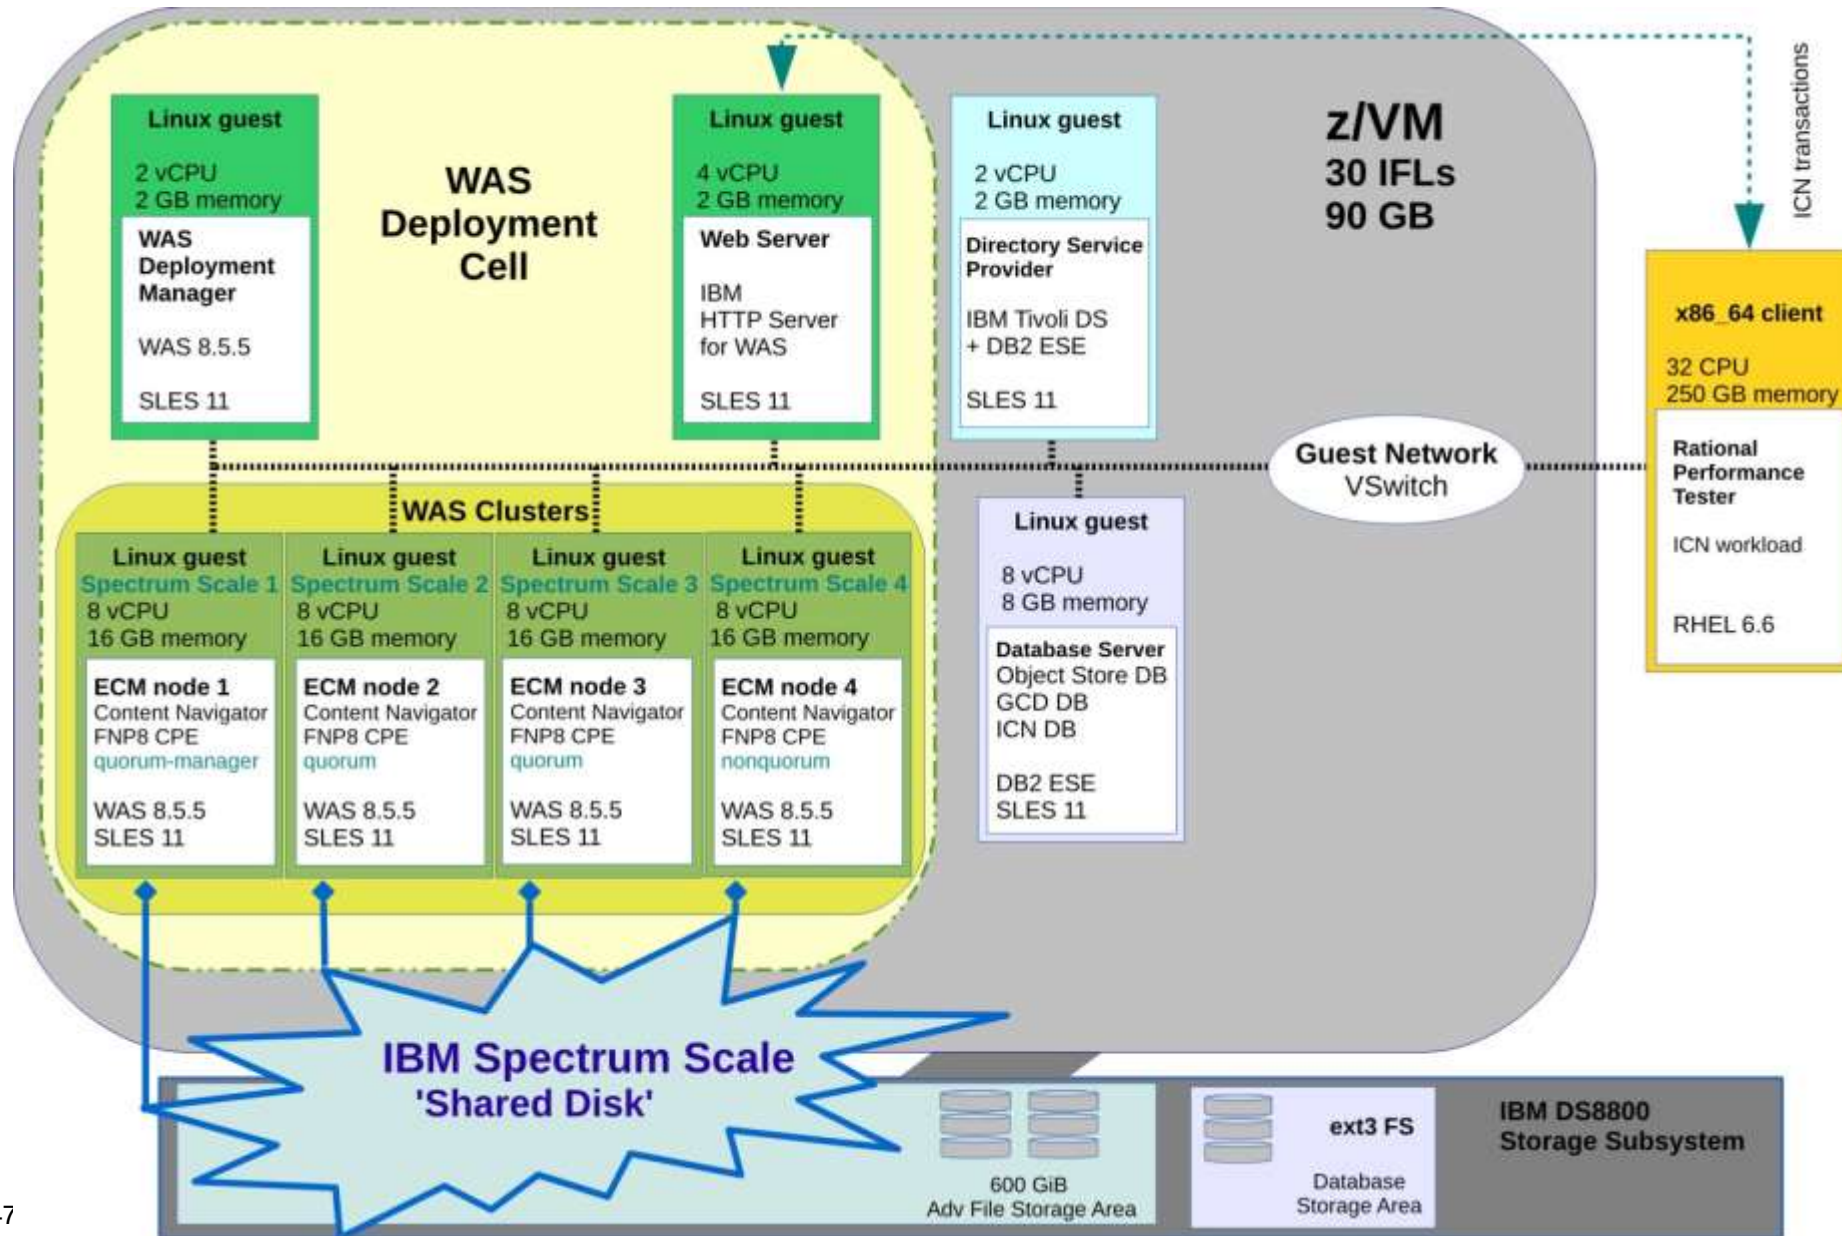 ICN transactions
z/VM
30 IFLs
90 GB
WAS
Deployment
Cell
Linux guest
2 vCPU
2 GB memory
WAS
Deployment
Manager
WAS 8.5.5
SLES 11
Linux guest
4 vCPU
2 GB memory
Web Server
IBM
HTTP Server
for WAS
SLES 11
Linux guest
2 vCPU
2 GB memory
Directory Service
Provider
IBM Tivoli DS
+ DB2 ESE
SLES 11
x86_64 client
32 CPU
250 GB memory
Rational
Performance
Tester
ICN workload
RHEL 6.6
Guest Network
VSwitch
WAS Clusters
Linux guest
Spectrum Scale 1
8 vCPU
16 GB memory
ECM node 1
Content Navigator
FNP8 CPE
quorum-manager
WAS 8.5.5
SLES 11
Linux guest
Spectrum Scale 2
8 vCPU
16 GB memory
ECM node 2
Content Navigator
FNP8 CPE
quorum
WAS 8.5.5
SLES 11
Linux guest
Spectrum Scale 3
8 vCPU
16 GB memory
ECM node 3
Content Navigator
FNP8 CPE
quorum
WAS 8.5.5
SLES 11
Linux guest
Spectrum Scale 4
8 vCPU
16 GB memory
ECM node 4
Content Navigator
FNP8 CPE
nonquorum
WAS 8.5.5
SLES 11
Linux guest
8 vCPU
8 GB memory
Database Server
Object Store DB
GCD DB
ICN DB
DB2 ESE
SLES 11
IBM Spectrum Scale
'Shared Disk'
600 GiB
Adv File Storage Area
ext3 FS
Database
Storage Area
IBM DS8800
Storage Subsystem